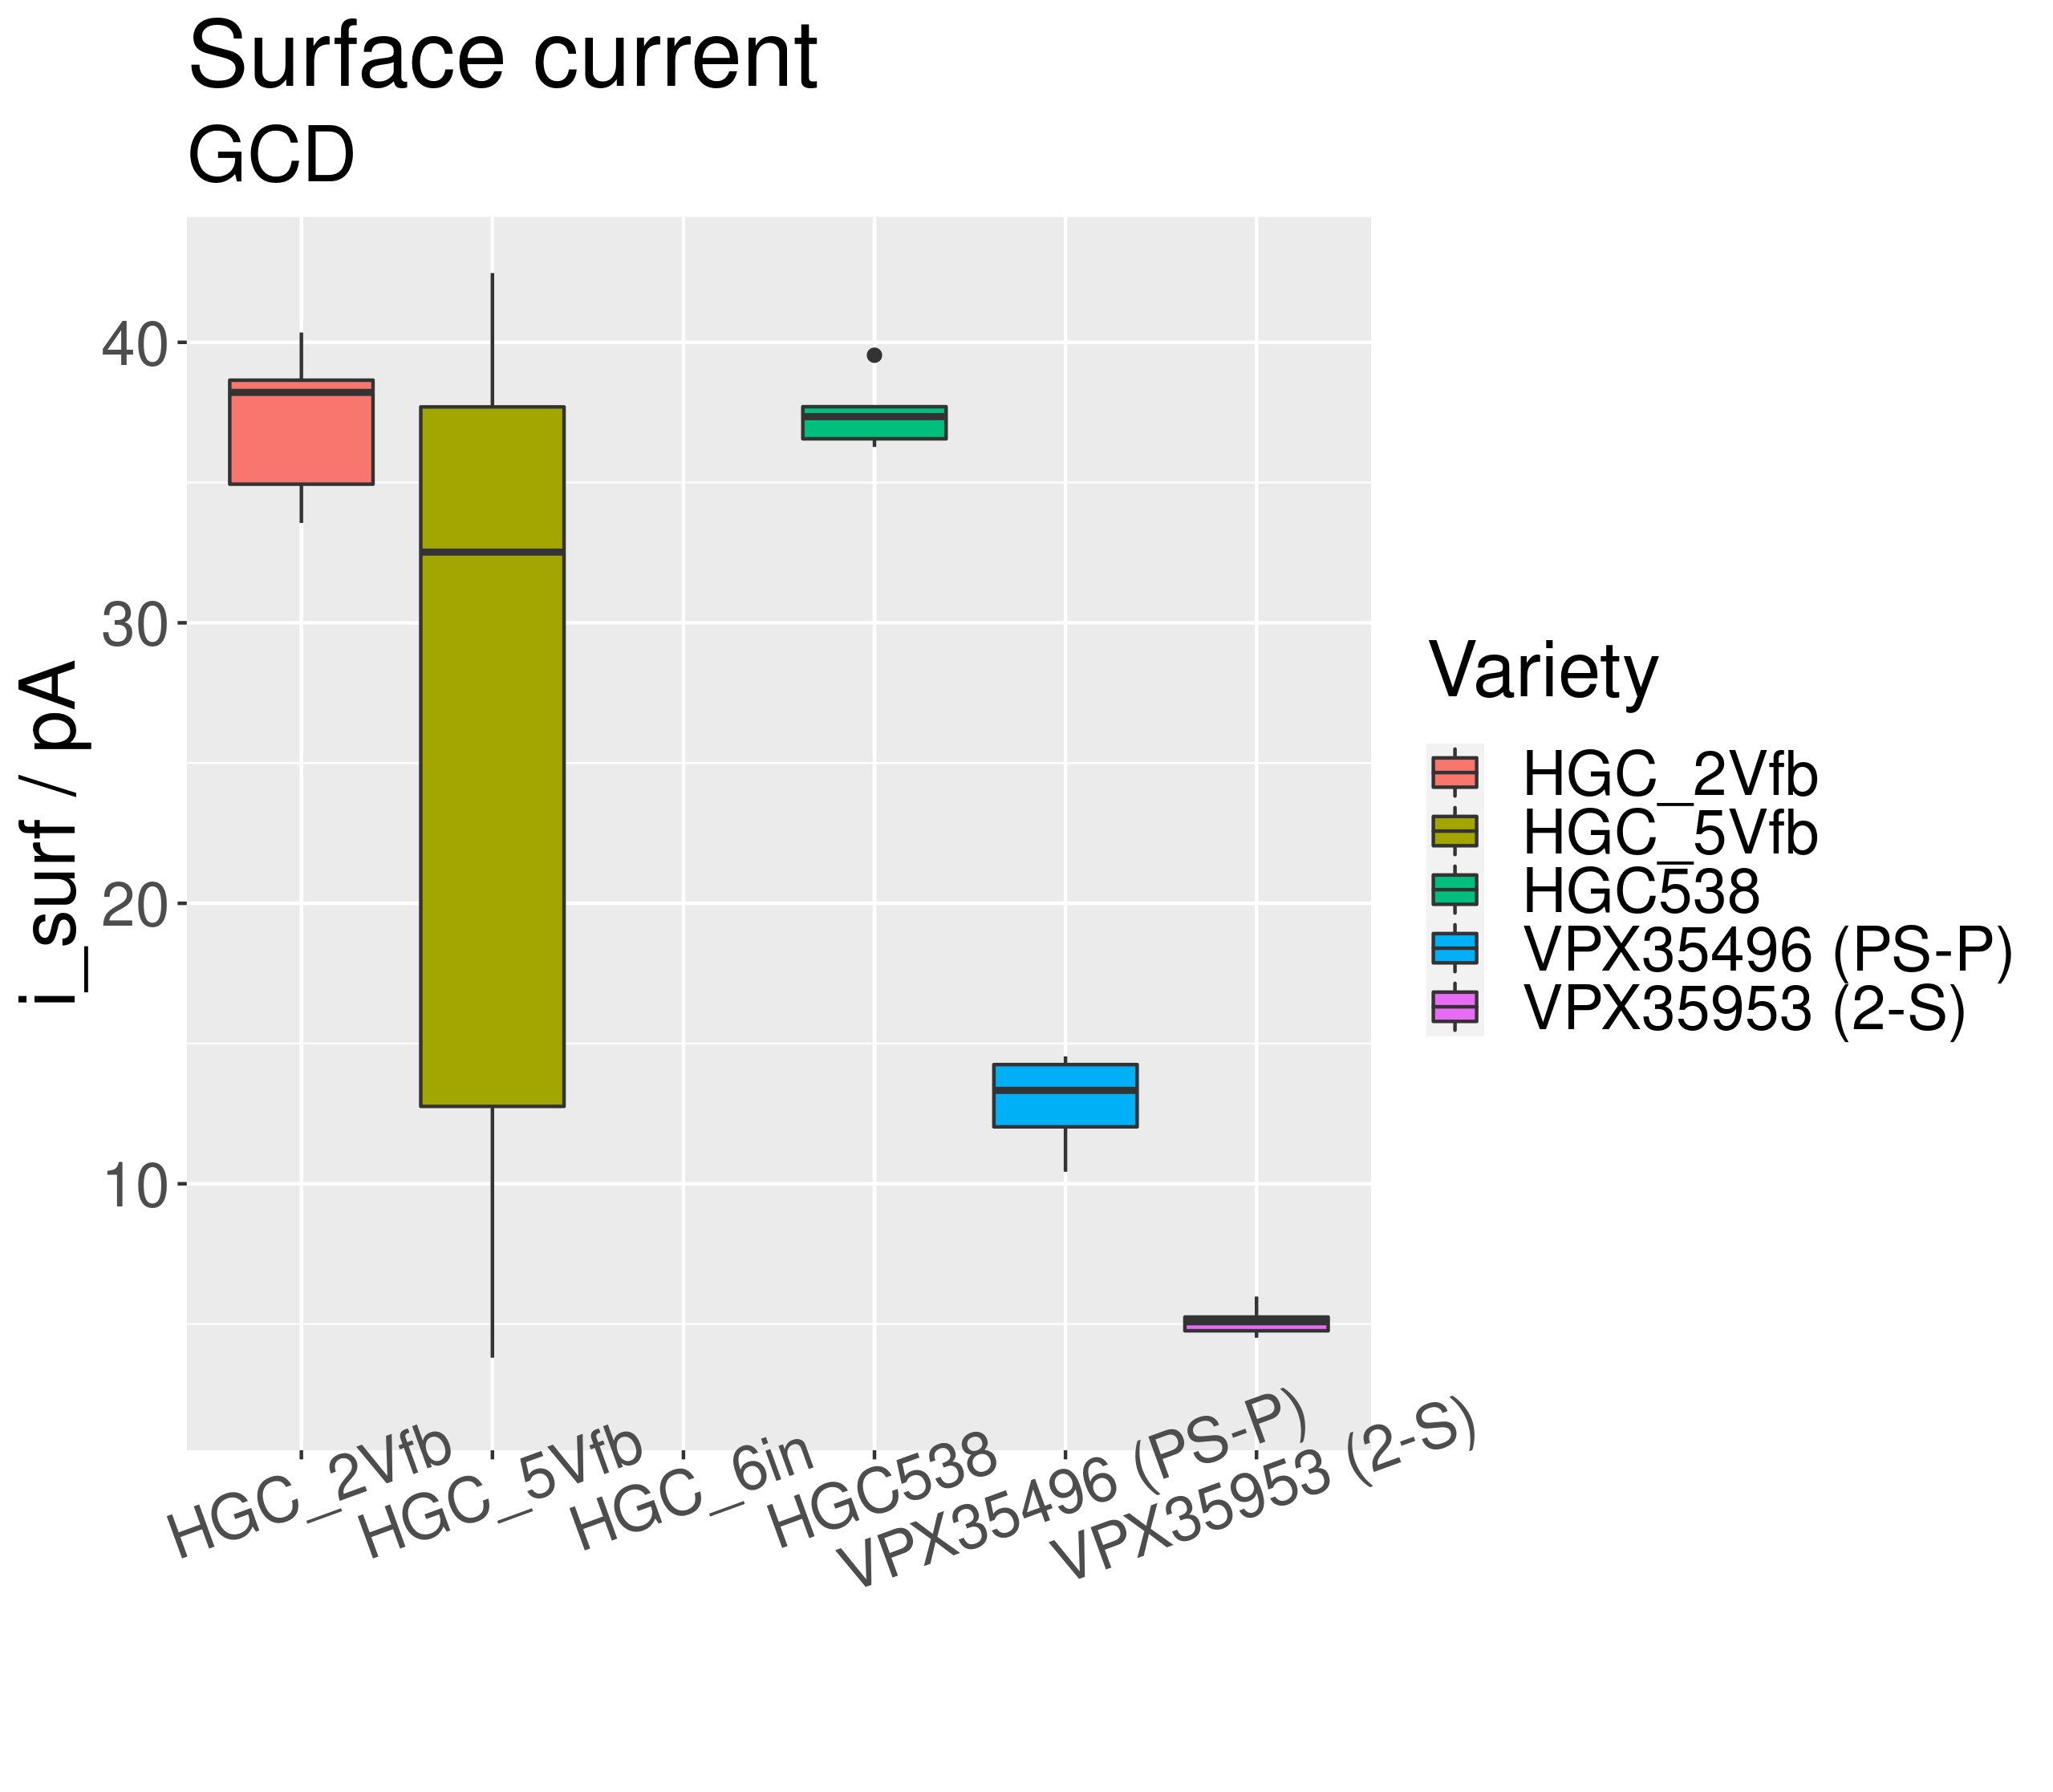 Surface current
GCD
i_surf / pA
40
30
20
10
HGC_2Vfb
HGC_5Vfb
HGC_6in
HGC538
VPX35496 (PS-P)
VPX35953 (2-S)
Variety
HGC_2Vfb
HGC_5Vfb
HGC538
VPX35496 (PS-P)
VPX35953 (2-S)